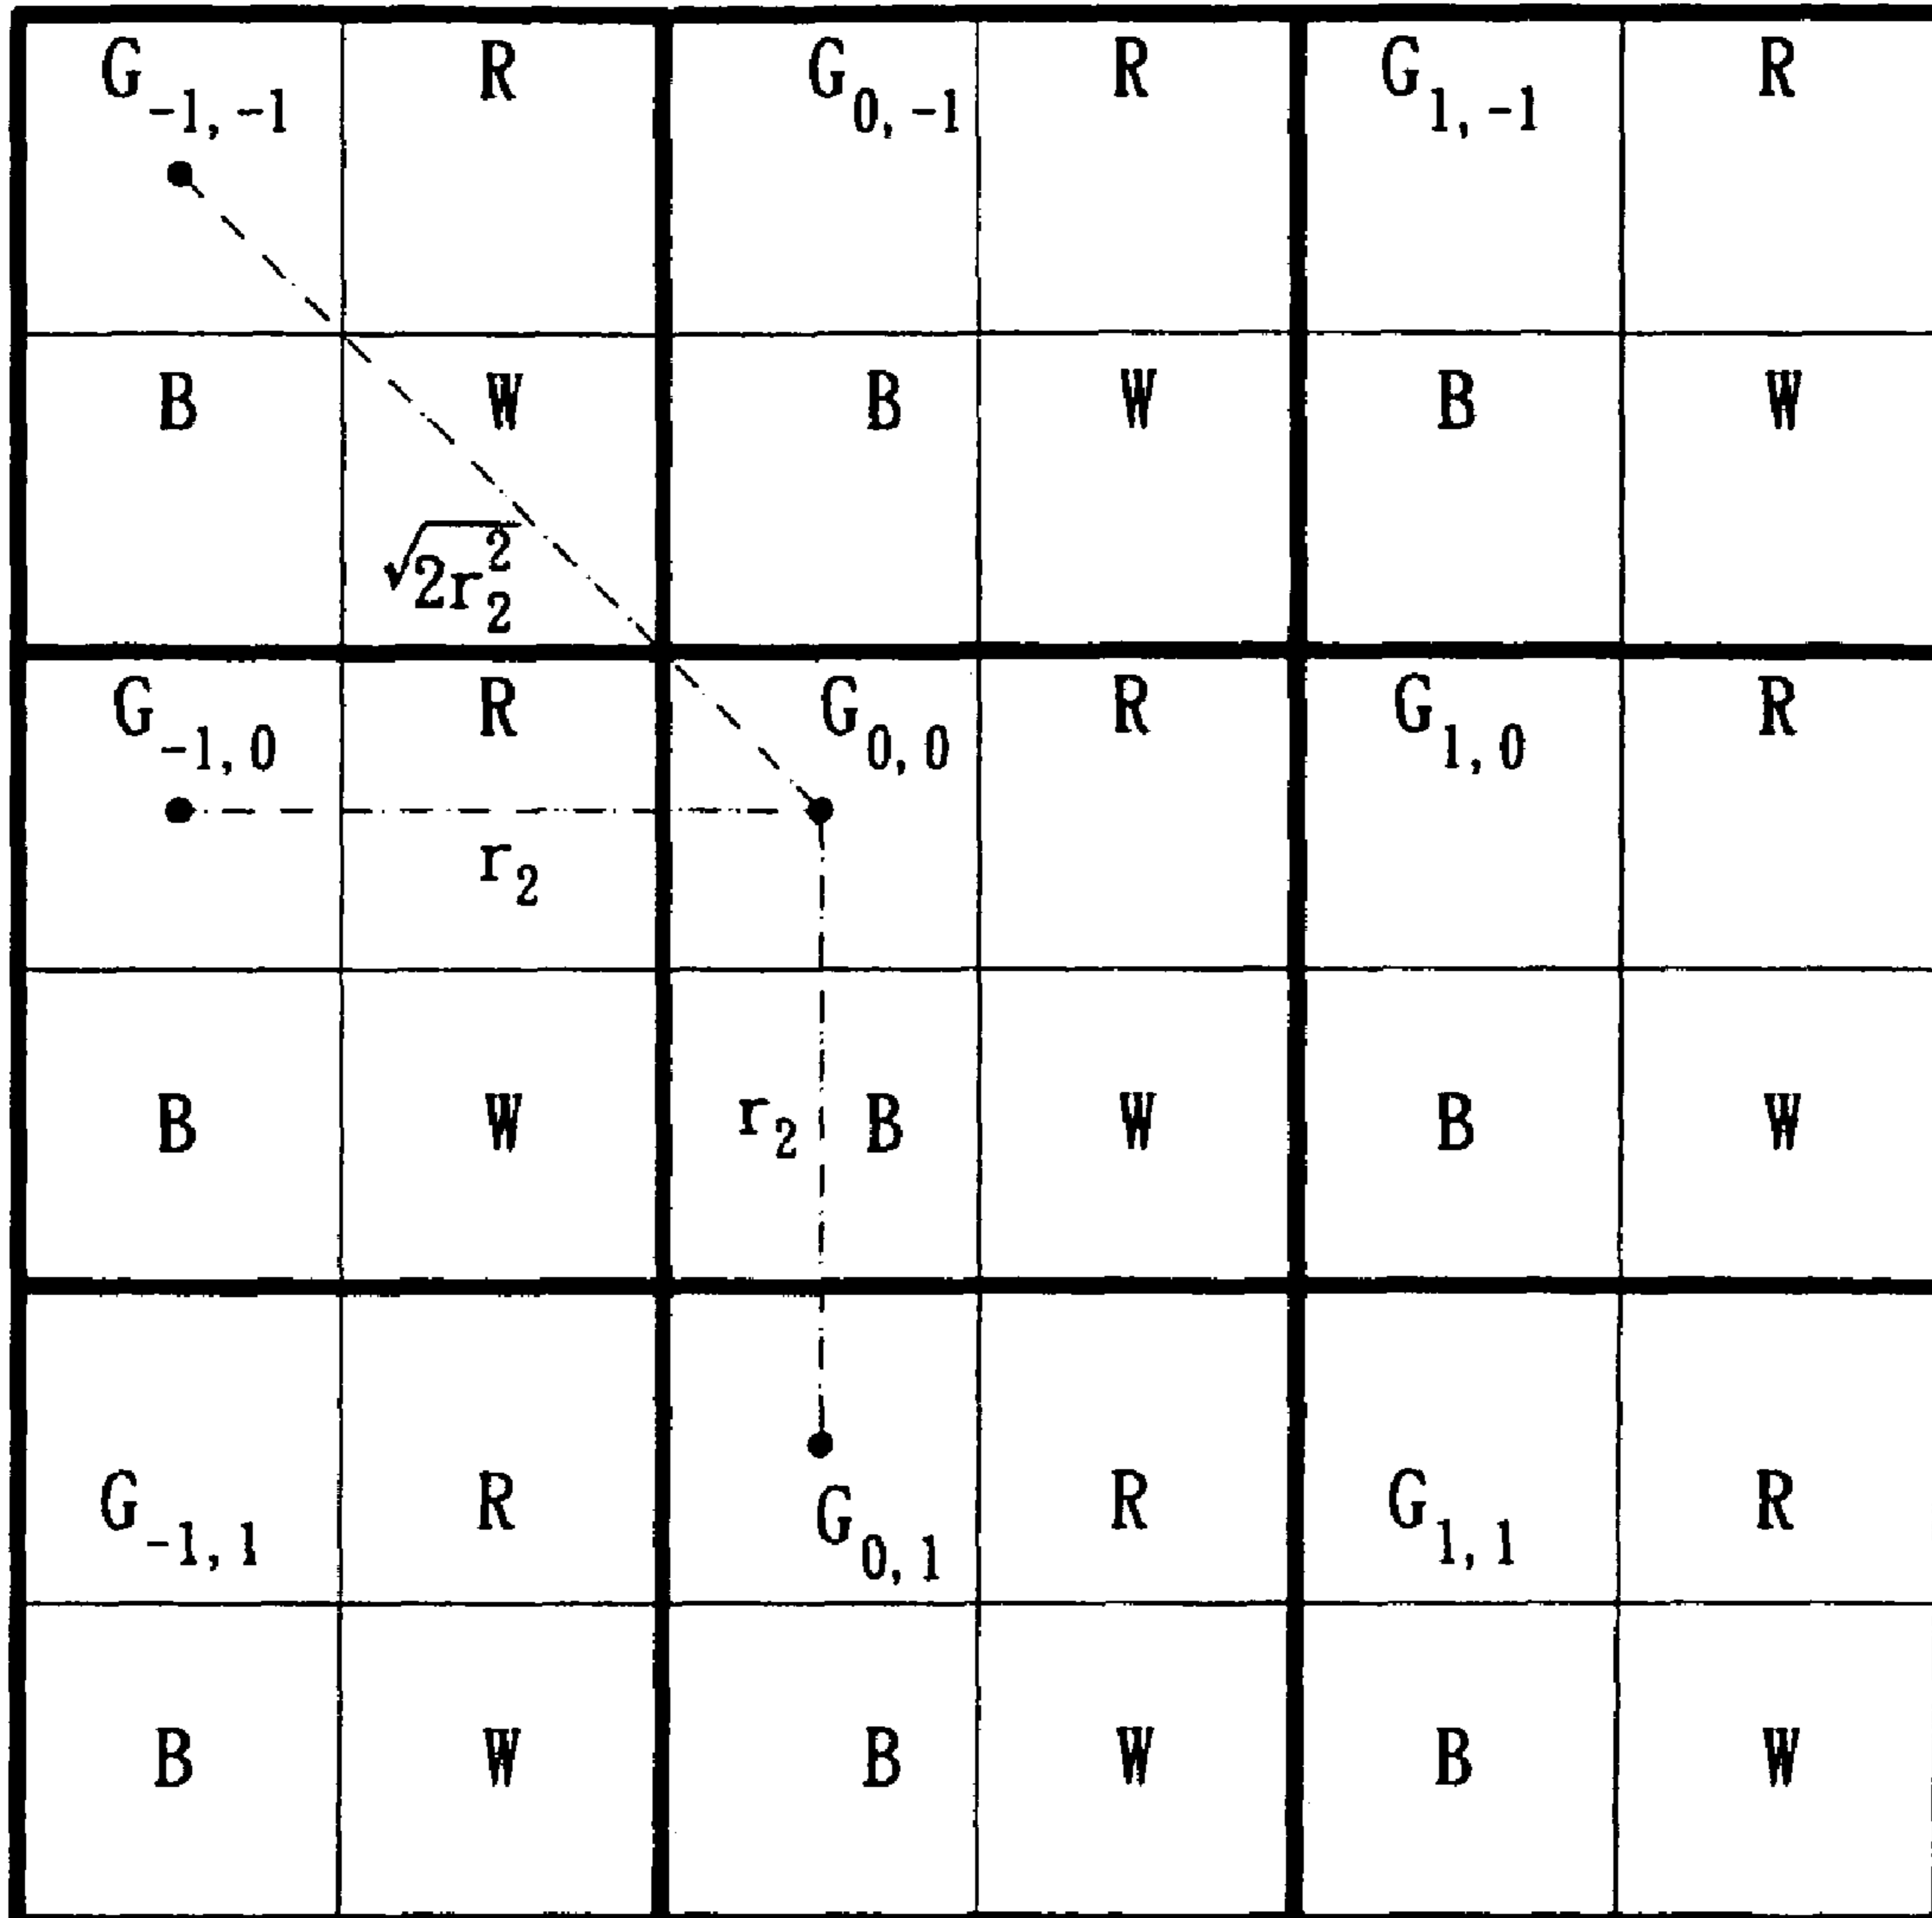 G₋₁,₋₁ R G₀,₋₁ R G₁,₋₁ R
B W B W B W
√2r₂²
G₋₁,₀ R G₀,₀ R G₁,₀ R
r₂
B W r₂ B W B W
G₋₁,₁ R G₀,₁ R G₁,₁ R
B W B W B W